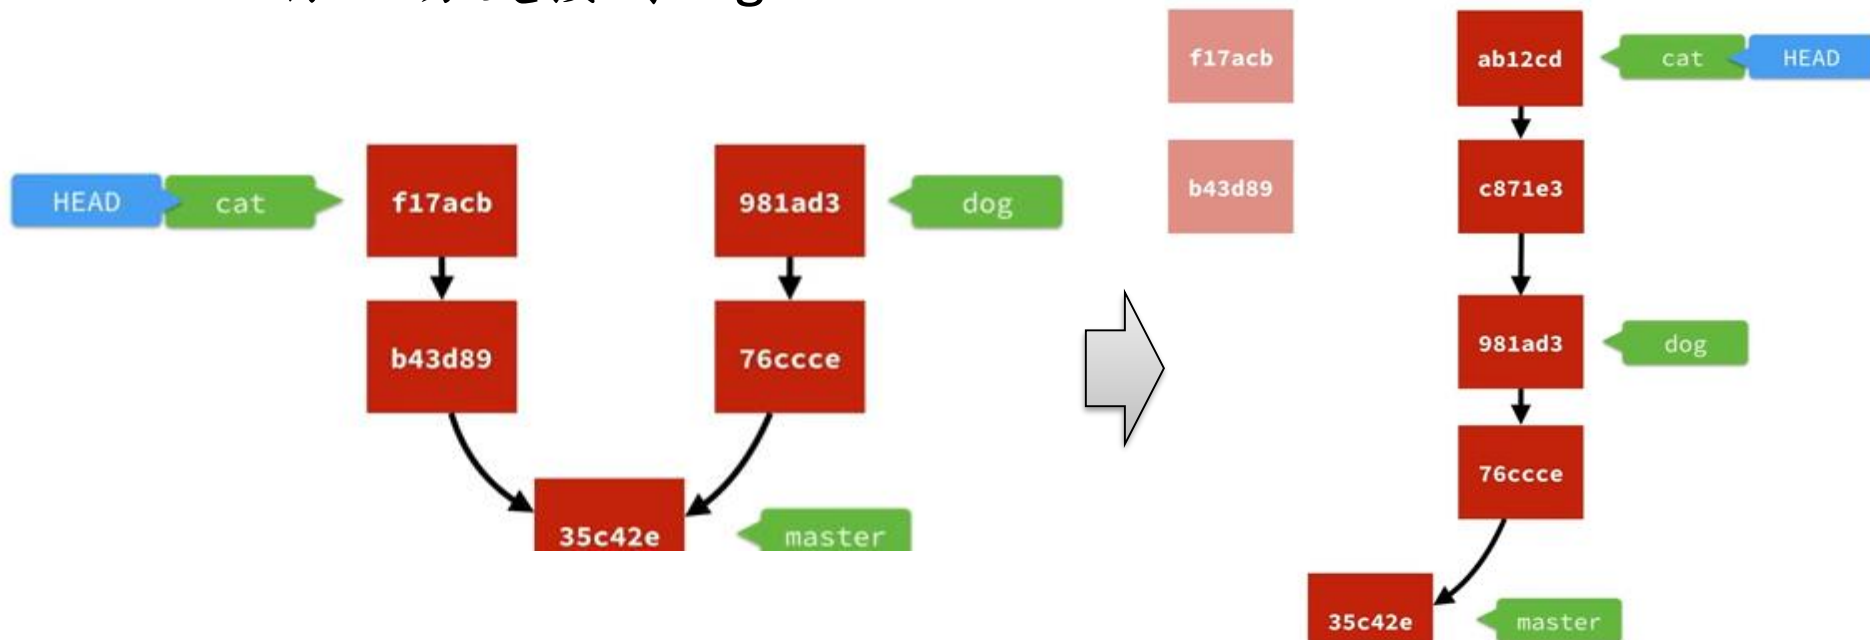 HEAD
cat
f17acb
981ad3
dog
b43d89
76ccce
35c42e
master
f17acb
ab12cd
cat
HEAD
b43d89
c871e3
981ad3
dog
76ccce
35c42e
master